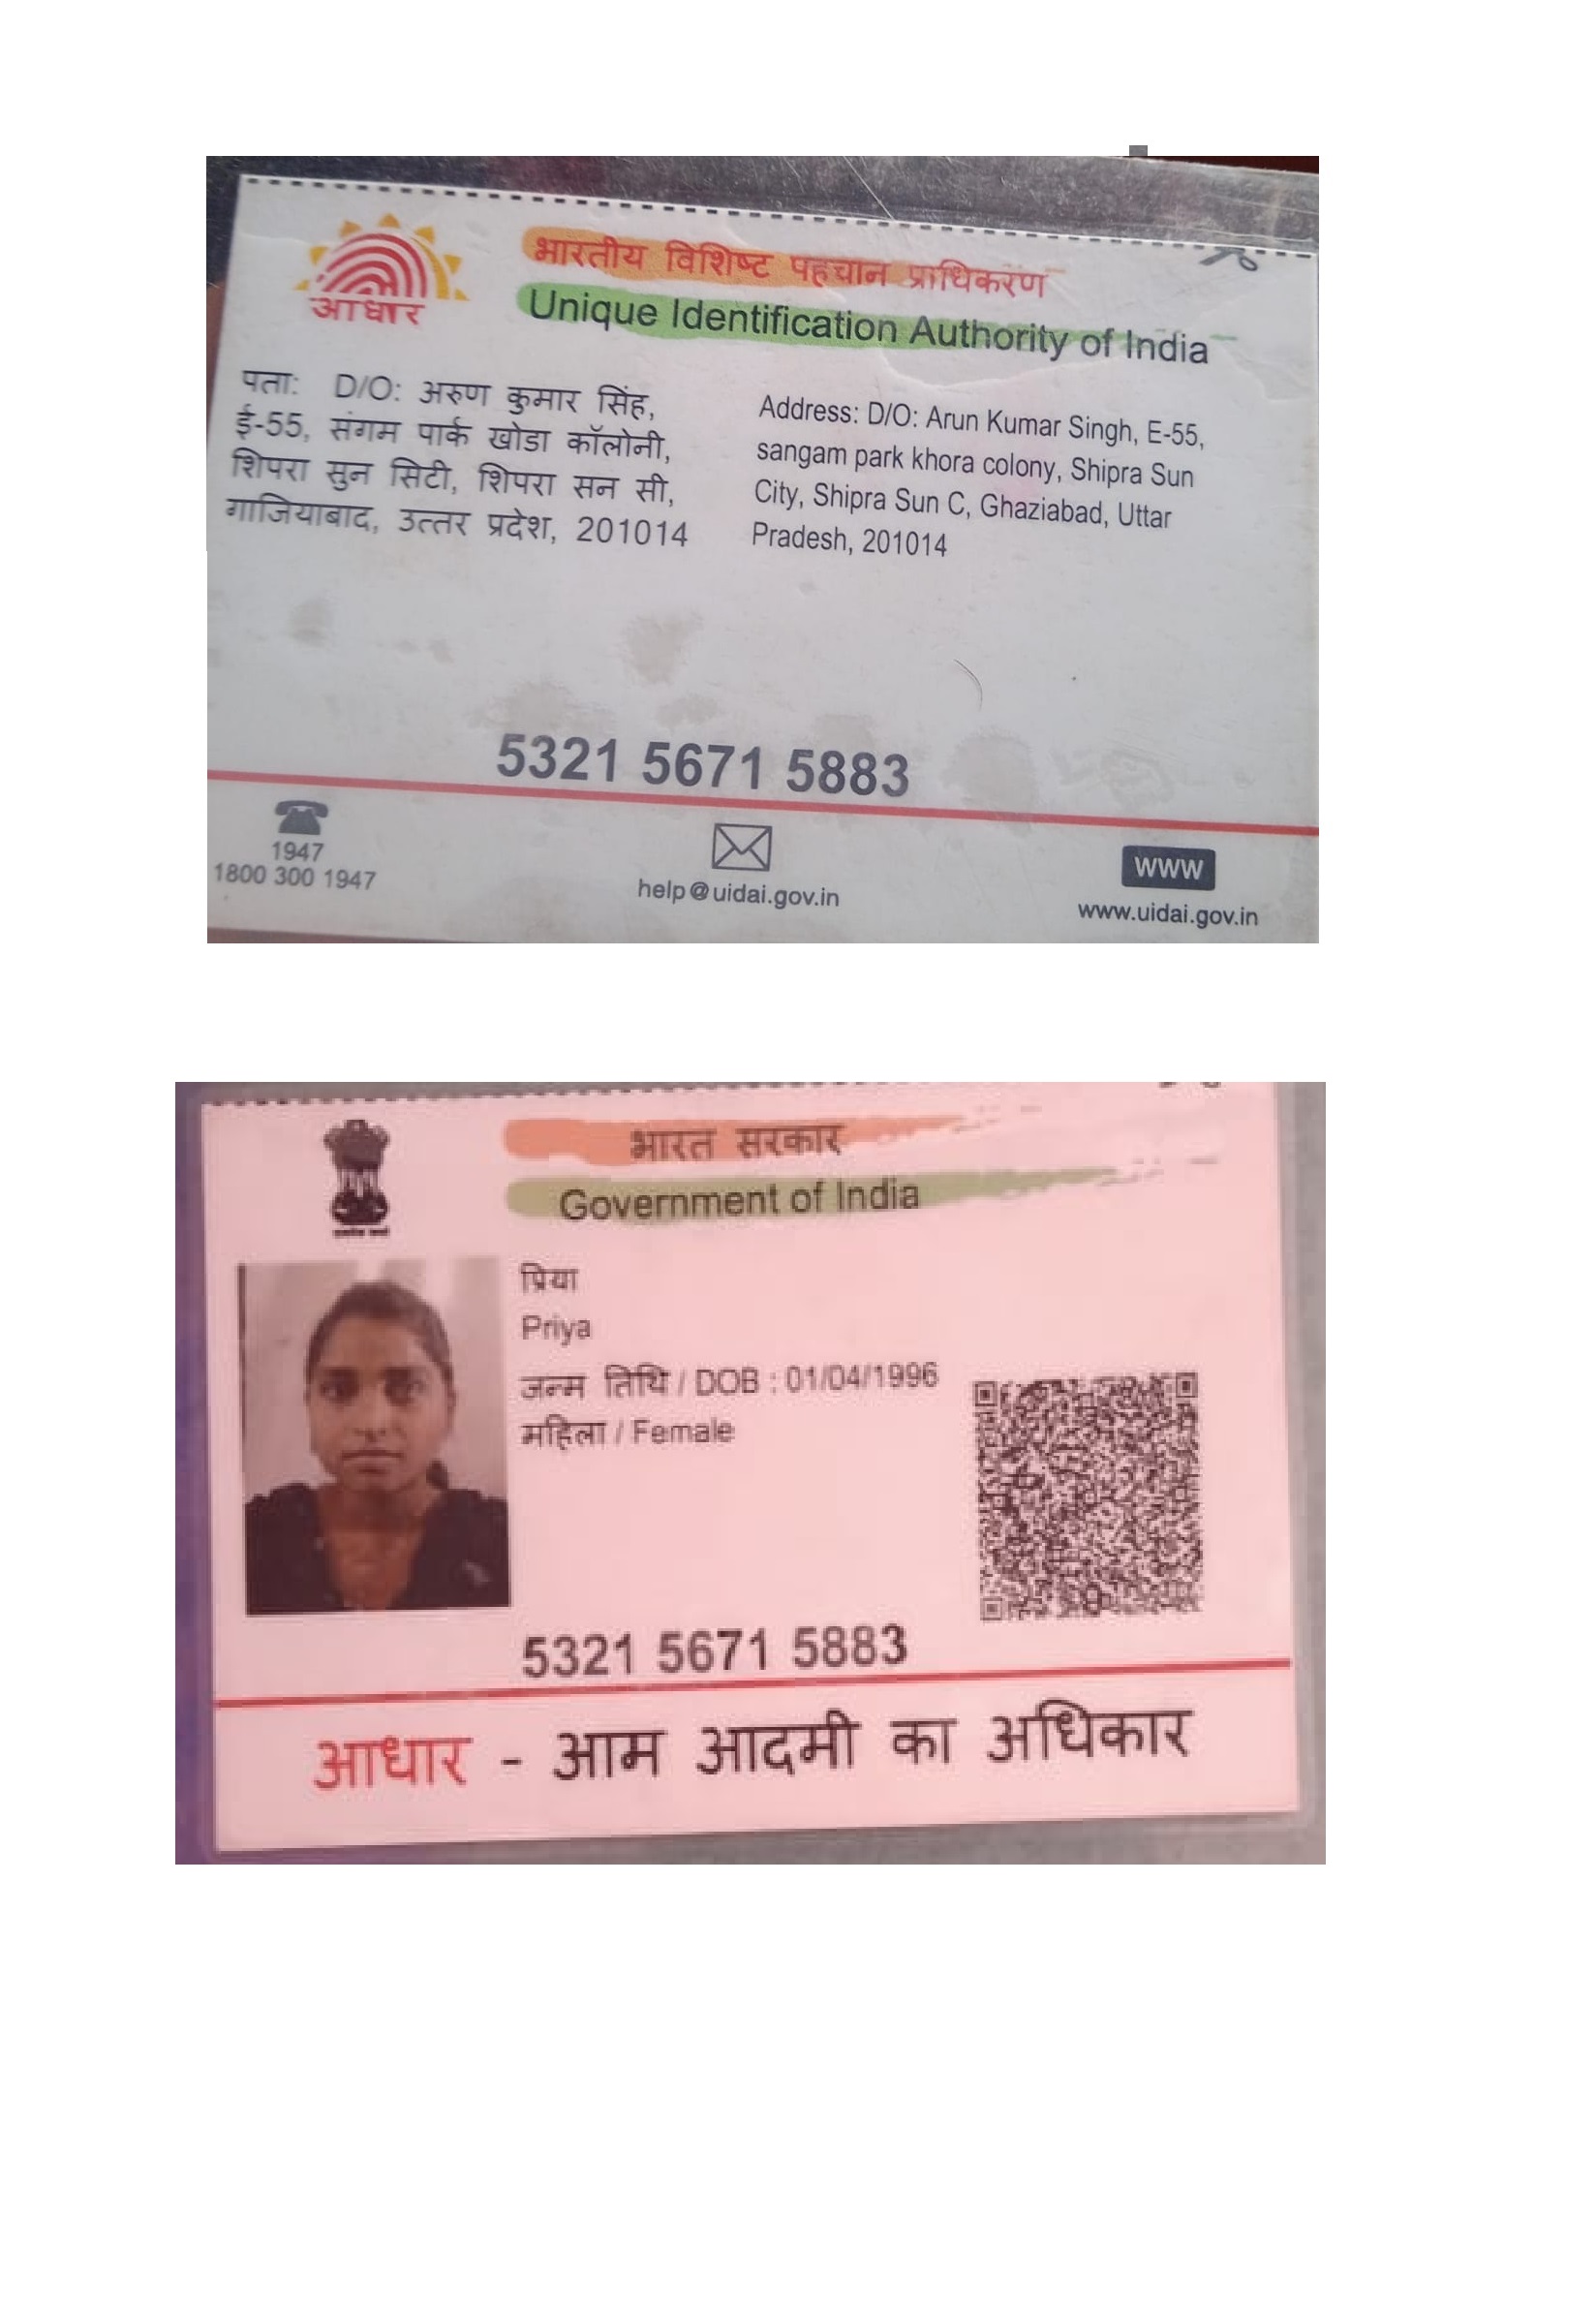 आधार
भारतीय विशिष्ट पहचान प्राधिकरण
Unique Identification Authority of India
पता: D/O: अरुण कुमार सिंह,
ई-55, संगम पार्क खोडा कॉलोनी,
शिपरा सुन सिटी, शिपरा सन सी,
गाजियाबाद, उत्तर प्रदेश, 201014
Address: D/O: Arun Kumar Singh, E-55,
sangam park khora colony, Shipra Sun
City, Shipra Sun C, Ghaziabad, Uttar
Pradesh, 201014
5321 5671 5883
1947
1800 300 1947
help@uidai.gov.in
WWW
www.uidai.gov.in
भारत सरकार
Government of India
प्रिया
Priya
जन्म तिथि / DOB : 01/04/1996
महिला / Female
5321 5671 5883
आधार - आम आदमी का अधिकार